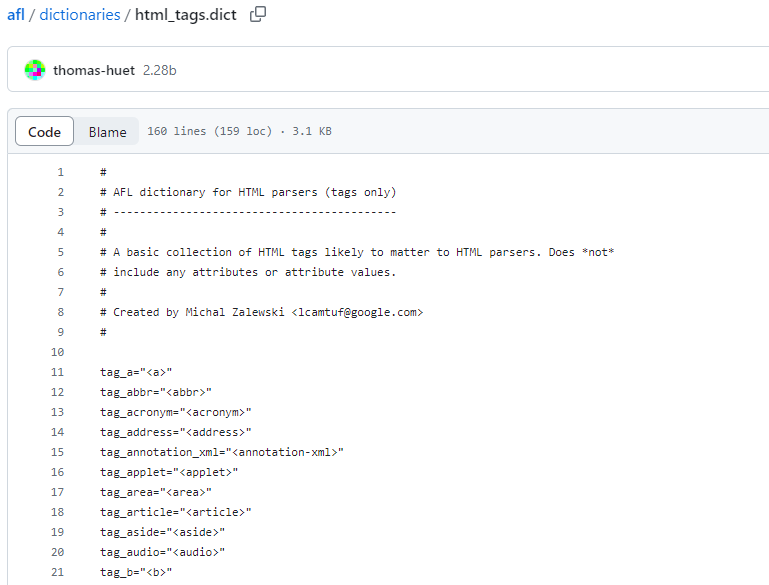 afl / dictionaries / html_tags.dict
thomas-huet 2.28b
Code Blame 160 lines (159 loc) · 3.1 KB
1 #
2 # AFL dictionary for HTML parsers (tags only)
3 # -------------------------------------------
4 #
5 # A basic collection of HTML tags likely to matter to HTML parsers. Does *not*
6 # include any attributes or attribute values.
7 #
8 # Created by Michal Zalewski <lcamtuf@google.com>
9 #
10
11 tag_a="<a>"
12 tag_abbr="<abbr>"
13 tag_acronym="<acronym>"
14 tag_address="<address>"
15 tag_annotation_xml="<annotation-xml>"
16 tag_applet="<applet>"
17 tag_area="<area>"
18 tag_article="<article>"
19 tag_aside="<aside>"
20 tag_audio="<audio>"
21 tag_b="<b>"